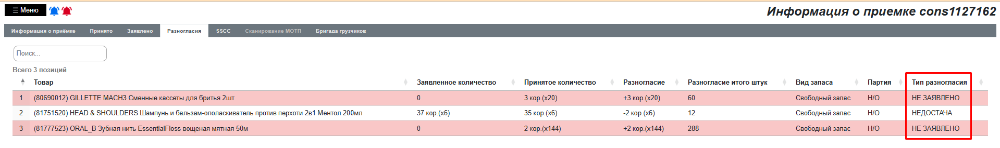 ☰ Меню
Информация о приемке cons1127162
Информация о приёмке Принято Заявлено Разногласия SSCC Сканирование МОТП Бригада грузчиков
Поиск...
Всего 3 позиций
Товар Заявленное количество Принятое количество Разногласие Разногласие итого штук Вид запаса Партия Тип разногласия
1 (80690012) GILLETTE MACH3 Сменные кассеты для бритья 2шт 0 3 кор.(x20) +3 кор.(x20) 60 Свободный запас Н/О НЕ ЗАЯВЛЕНО
2 (81751520) HEAD & SHOULDERS Шампунь и бальзам-ополаскиватель против перхоти 2в1 Ментол 200мл 37 кор.(x6) 35 кор.(x6) -2 кор.(x6) 12 Свободный запас Н/О НЕДОСТАЧА
3 (81777523) ORAL_B Зубная нить EssentialFloss вощеная мятная 50м 0 2 кор.(x144) +2 кор.(x144) 288 Свободный запас Н/О НЕ ЗАЯВЛЕНО